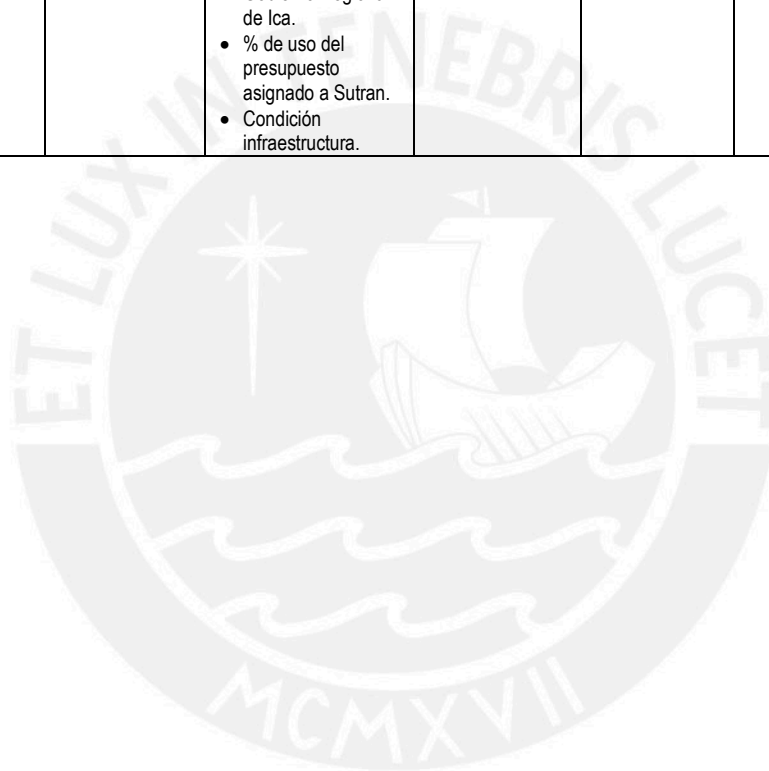 de Ica.
• % de uso del
presupuesto
asignado a Sutran.
• Condición
infraestructura.
ET LUX IN TENEBRIS LUCET
MCMXVII